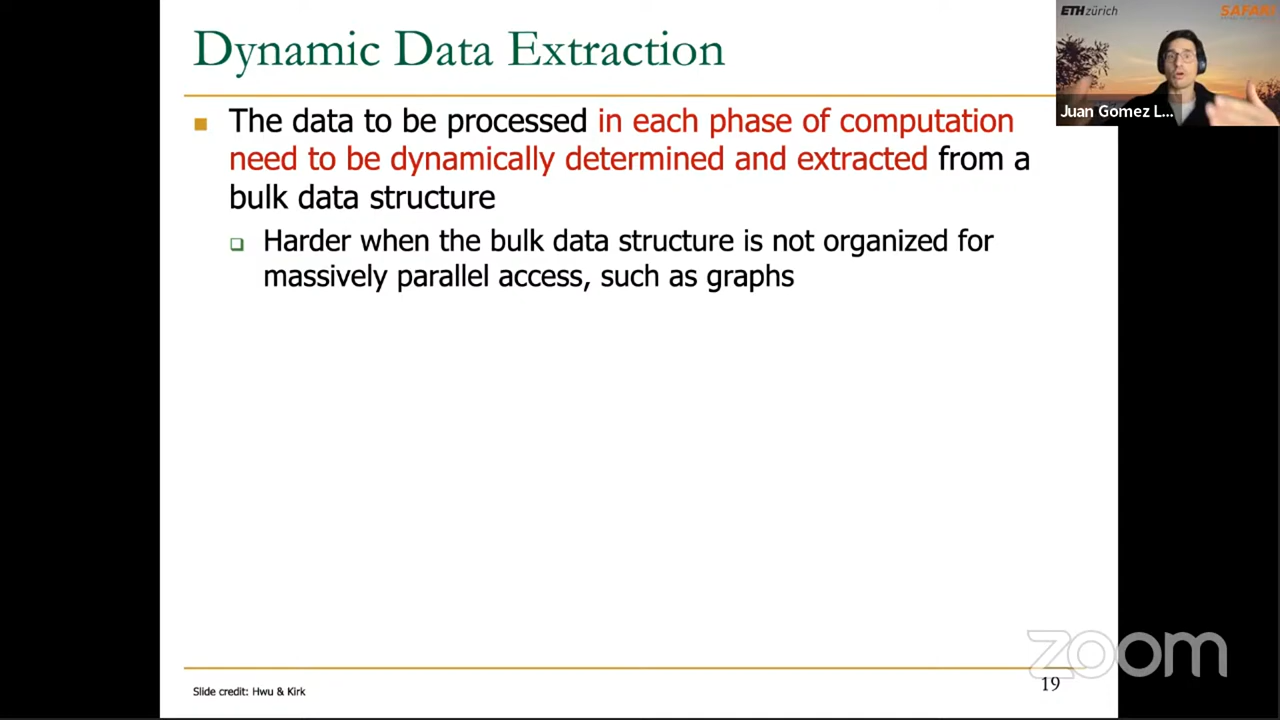 Dynamic Data Extraction
The data to be processed in each phase of computation
need to be dynamically determined and extracted from a
bulk data structure
Harder when the bulk data structure is not organized for
massively parallel access, such as graphs
Slide credit: Hwu & Kirk
19
ETH zürich
SAFARI
Juan Gomez L...
zoom